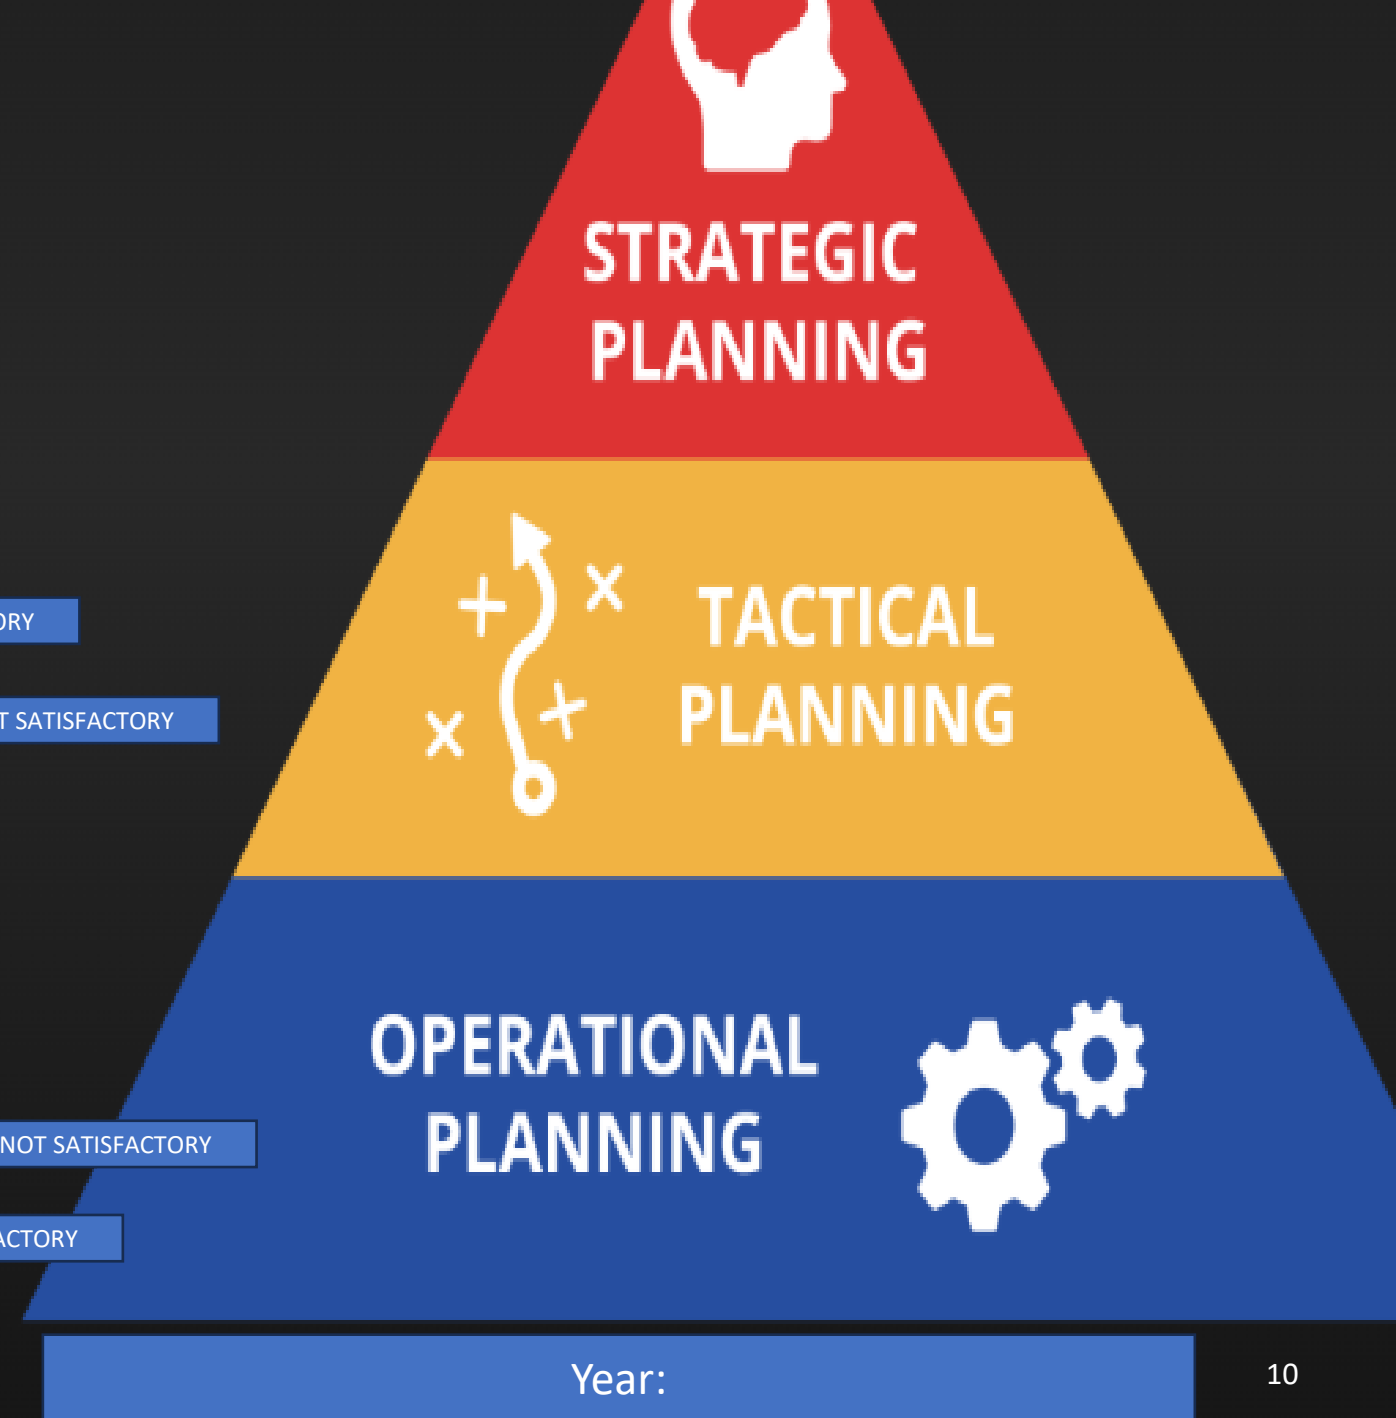 STRATEGIC
PLANNING
ORY
T SATISFACTORY
TACTICAL
PLANNING
OPERATIONAL
PLANNING
NOT SATISFACTORY
ACTORY
Year:
10